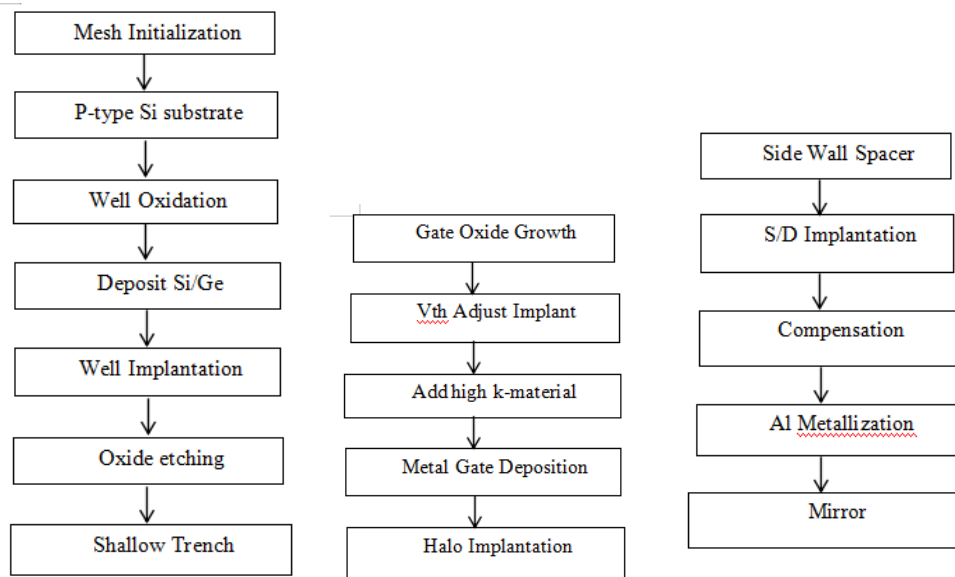 Mesh Initialization
P-type Si substrate
Well Oxidation
Deposit Si/Ge
Well Implantation
Oxide etching
Shallow Trench
Gate Oxide Growth
Vth Adjust Implant
Add high k-material
Metal Gate Deposition
Halo Implantation
Side Wall Spacer
S/D Implantation
Compensation
Al Metallization
Mirror